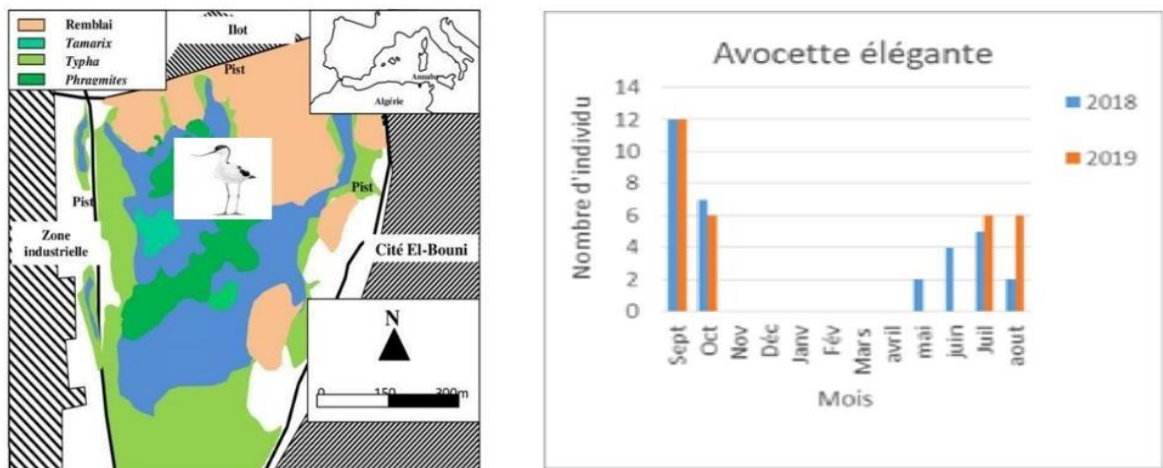 Remblai
Tamarix
Typha
Phragmites
Ilot
Pist
Annaba
Algérie
Pist
Pist
Zone
industrielle
Cité El-Bouni
N
0 150 300m
Avocette élégante
Nombre d'individu
14
12
10
8
6
4
2
0
Sept
Oct
Nov
Déc
Janv
Fév
Mars
avril
mai
juin
Juil
aout
Mois
2018
2019